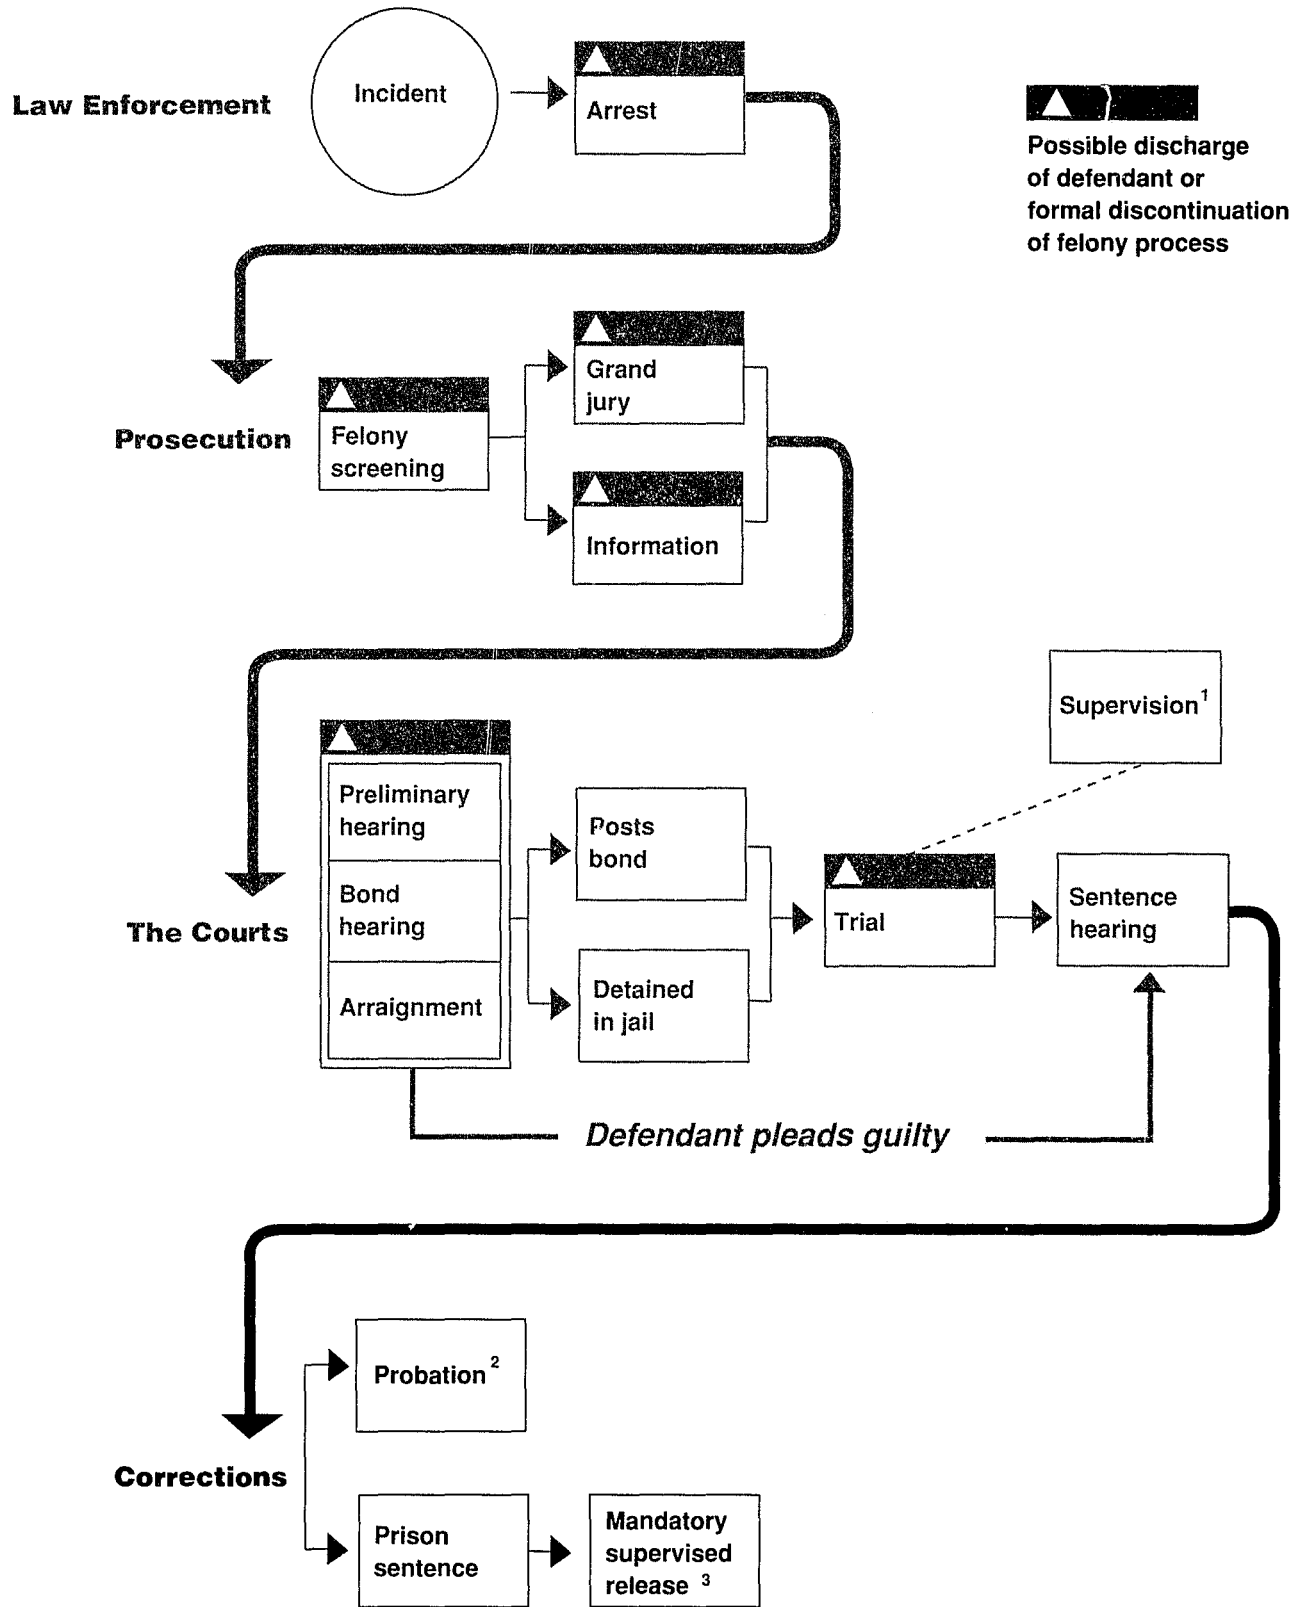 Law Enforcement
Incident
Arrest
Possible discharge
of defendant or
formal discontinuation
of felony process
Prosecution
Felony
screening
Grand
jury
Information
Supervision1
The Courts
Preliminary
hearing
Bond
hearing
Arraignment
Posts
bond
Detained
in jail
Trial
Sentence
hearing
Defendant pleads guilty
Corrections
Probation2
Prison
sentence
Mandatory
supervised
release 3